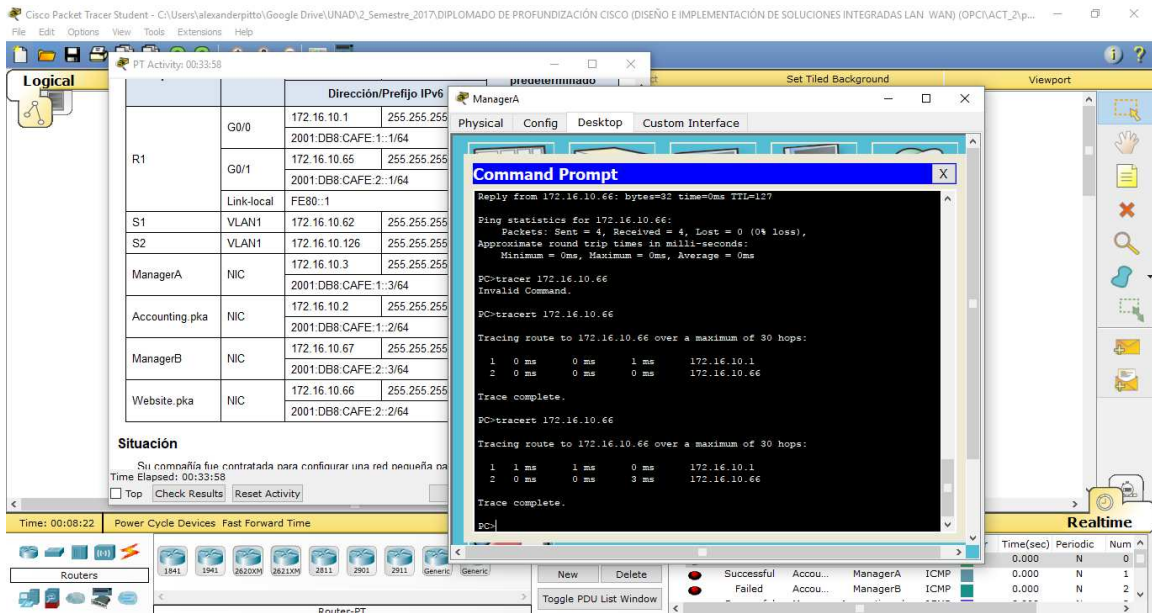 Cisco Packet Tracer Student - C:\Users\alexanderpitto\Google Drive\UNAD\2_Semestre_2017\DIPLOMADO DE PROFUNDIZACIÓN CISCO (DISEÑO E IMPLEMENTACIÓN DE SOLUCIONES INTEGRADAS LAN WAN) (OPCI\ACT_2\p...
File Edit Options View Tools Extensions Help
PT Activity: 00:33:58
Logical
Set Tiled Background
Viewport
predeterminado
Dirección/Prefijo IPv6
R1
G0/0
172.16.10.1 255.255.255
2001:DB8:CAFE:1::1/64
G0/1
172.16.10.65 255.255.255
2001:DB8:CAFE:2::1/64
Link-local FE80::1
S1 VLAN1 172.16.10.62 255.255.255
S2 VLAN1 172.16.10.126 255.255.255
ManagerA NIC
172.16.10.3 255.255.255
2001:DB8:CAFE:1::3/64
Accounting.pka NIC
172.16.10.2 255.255.255
2001:DB8:CAFE:1::2/64
ManagerB NIC
172.16.10.67 255.255.255
2001:DB8:CAFE:2::3/64
Website.pka NIC
172.16.10.66 255.255.255
2001:DB8:CAFE:2::2/64
Situación
Su compañía fue contratada para configurar una red pequeña pa
Time Elapsed: 00:33:58
Top Check Results Reset Activity
ManagerA
Physical Config Desktop Custom Interface
Command Prompt X
Reply from 172.16.10.66: bytes=32 time=0ms TTL=127
Ping statistics for 172.16.10.66:
Packets: Sent = 4, Received = 4, Lost = 0 (0% loss),
Approximate round trip times in milli-seconds:
Minimum = 0ms, Maximum = 0ms, Average = 0ms
PC>tracer 172.16.10.66
Invalid Command.
PC>tracert 172.16.10.66
Tracing route to 172.16.10.66 over a maximum of 30 hops:
1 0 ms 0 ms 1 ms 172.16.10.1
2 0 ms 0 ms 0 ms 172.16.10.66
Trace complete.
PC>tracert 172.16.10.66
Tracing route to 172.16.10.66 over a maximum of 30 hops:
1 1 ms 1 ms 0 ms 172.16.10.1
2 0 ms 0 ms 3 ms 172.16.10.66
Trace complete.
PC>
Time: 00:08:22 Power Cycle Devices Fast Forward Time
Realtime
Routers
1841 1941 2620XM 2621XM 2811 2901 2911 Generic Generic
Router-PT
New Delete
Toggle PDU List Window
Time(sec) Periodic Num
0.000 N 0
Successful Accou... ManagerA ICMP 0.000 N 1
Failed Accou... ManagerB ICMP 0.000 N 2